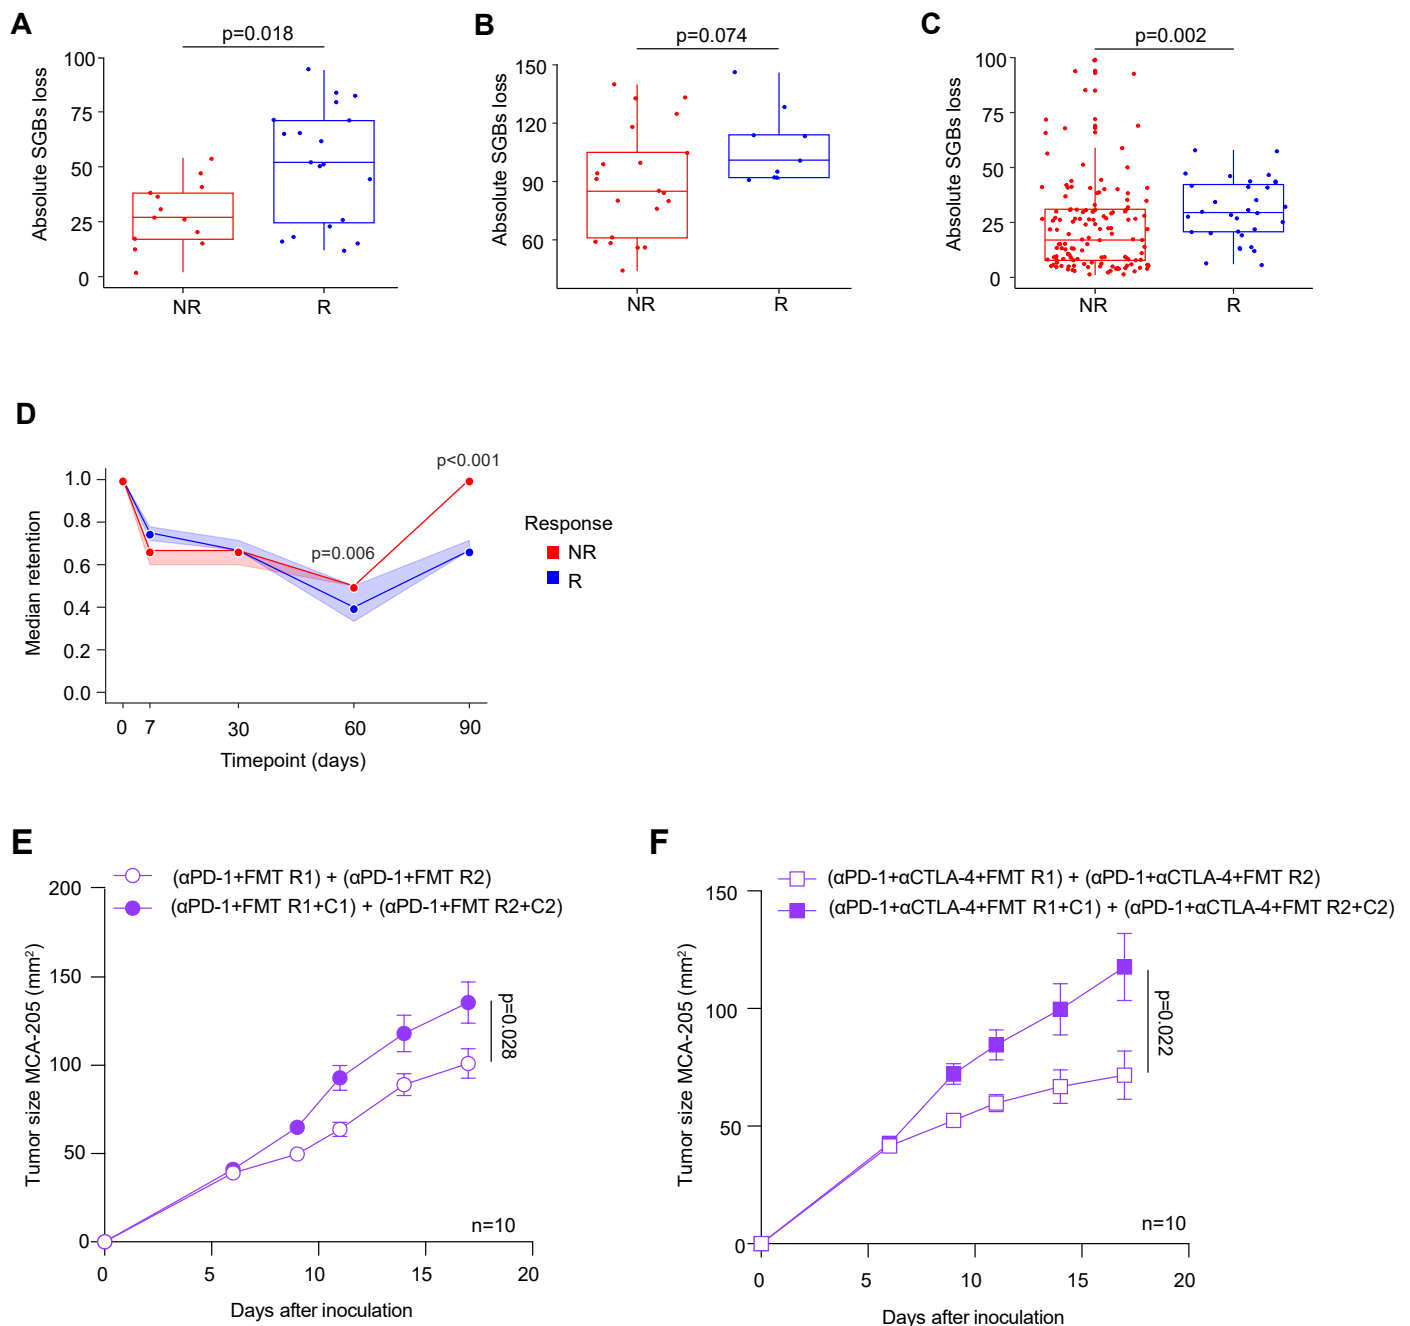 A
p=0.018
Absolute SGBs loss
100
75
50
25
0
NR
R
B
p=0.074
Absolute SGBs loss
150
120
90
60
NR
R
C
p=0.002
Absolute SGBs loss
100
75
50
25
0
NR
R
D
Median retention
1.0
0.8
0.6
0.4
0.2
0.0
p=0.006
p<0.001
0
7
30
60
90
Timepoint (days)
Response
NR
R
E
(αPD-1+FMT R1) + (αPD-1+FMT R2)
(αPD-1+FMT R1+C1) + (αPD-1+FMT R2+C2)
Tumor size MCA-205 (mm²)
200
150
100
50
0
p=0.028
n=10
0
5
10
15
20
Days after inoculation
F
(αPD-1+αCTLA-4+FMT R1) + (αPD-1+αCTLA-4+FMT R2)
(αPD-1+αCTLA-4+FMT R1+C1) + (αPD-1+αCTLA-4+FMT R2+C2)
Tumor size MCA-205 (mm²)
150
100
50
0
p=0.022
n=10
0
5
10
15
20
Days after inoculation